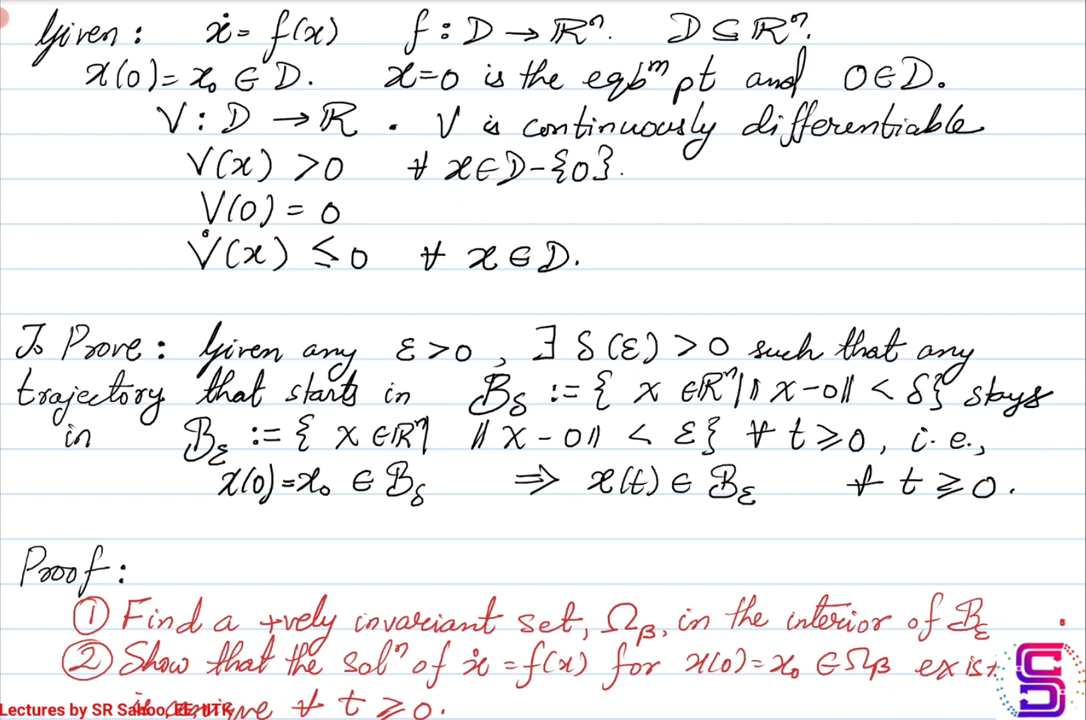 Given : ẋ = f(x) f : D → ℝⁿ. D ⊆ ℝⁿ.
x(0) = x₀ ∈ D. x=0 is the eqbᵐ pt and 0 ∈ D.
V : D → ℝ . V is continuously differentiable
V(x) > 0 ∀ x ∈ D-{0}.
V(0) = 0
V̇(x) ≤ 0 ∀ x ∈ D.
To Prove : Given any ε > 0 , ∃ δ(ε) > 0 such that any
trajectory that starts in B_δ := { x ∈ ℝⁿ | ‖ x-0‖ < δ} stays
in B_ε := { x ∈ ℝⁿ| ‖x-0‖ < ε} ∀ t ≥ 0, i.e.,
x(0) = x₀ ∈ B_δ ⇒ x(t) ∈ B_ε ∀ t ≥ 0.
Proof :
① Find a +vely invariant set, Ω_β, in the interior of B_ε
② Show that the solⁿ of ẋ = f(x) for x(0) = x₀ ∈ Ω_β exist
∀ t ≥ 0.
Lectures by SR Sahoo, EE, IITK